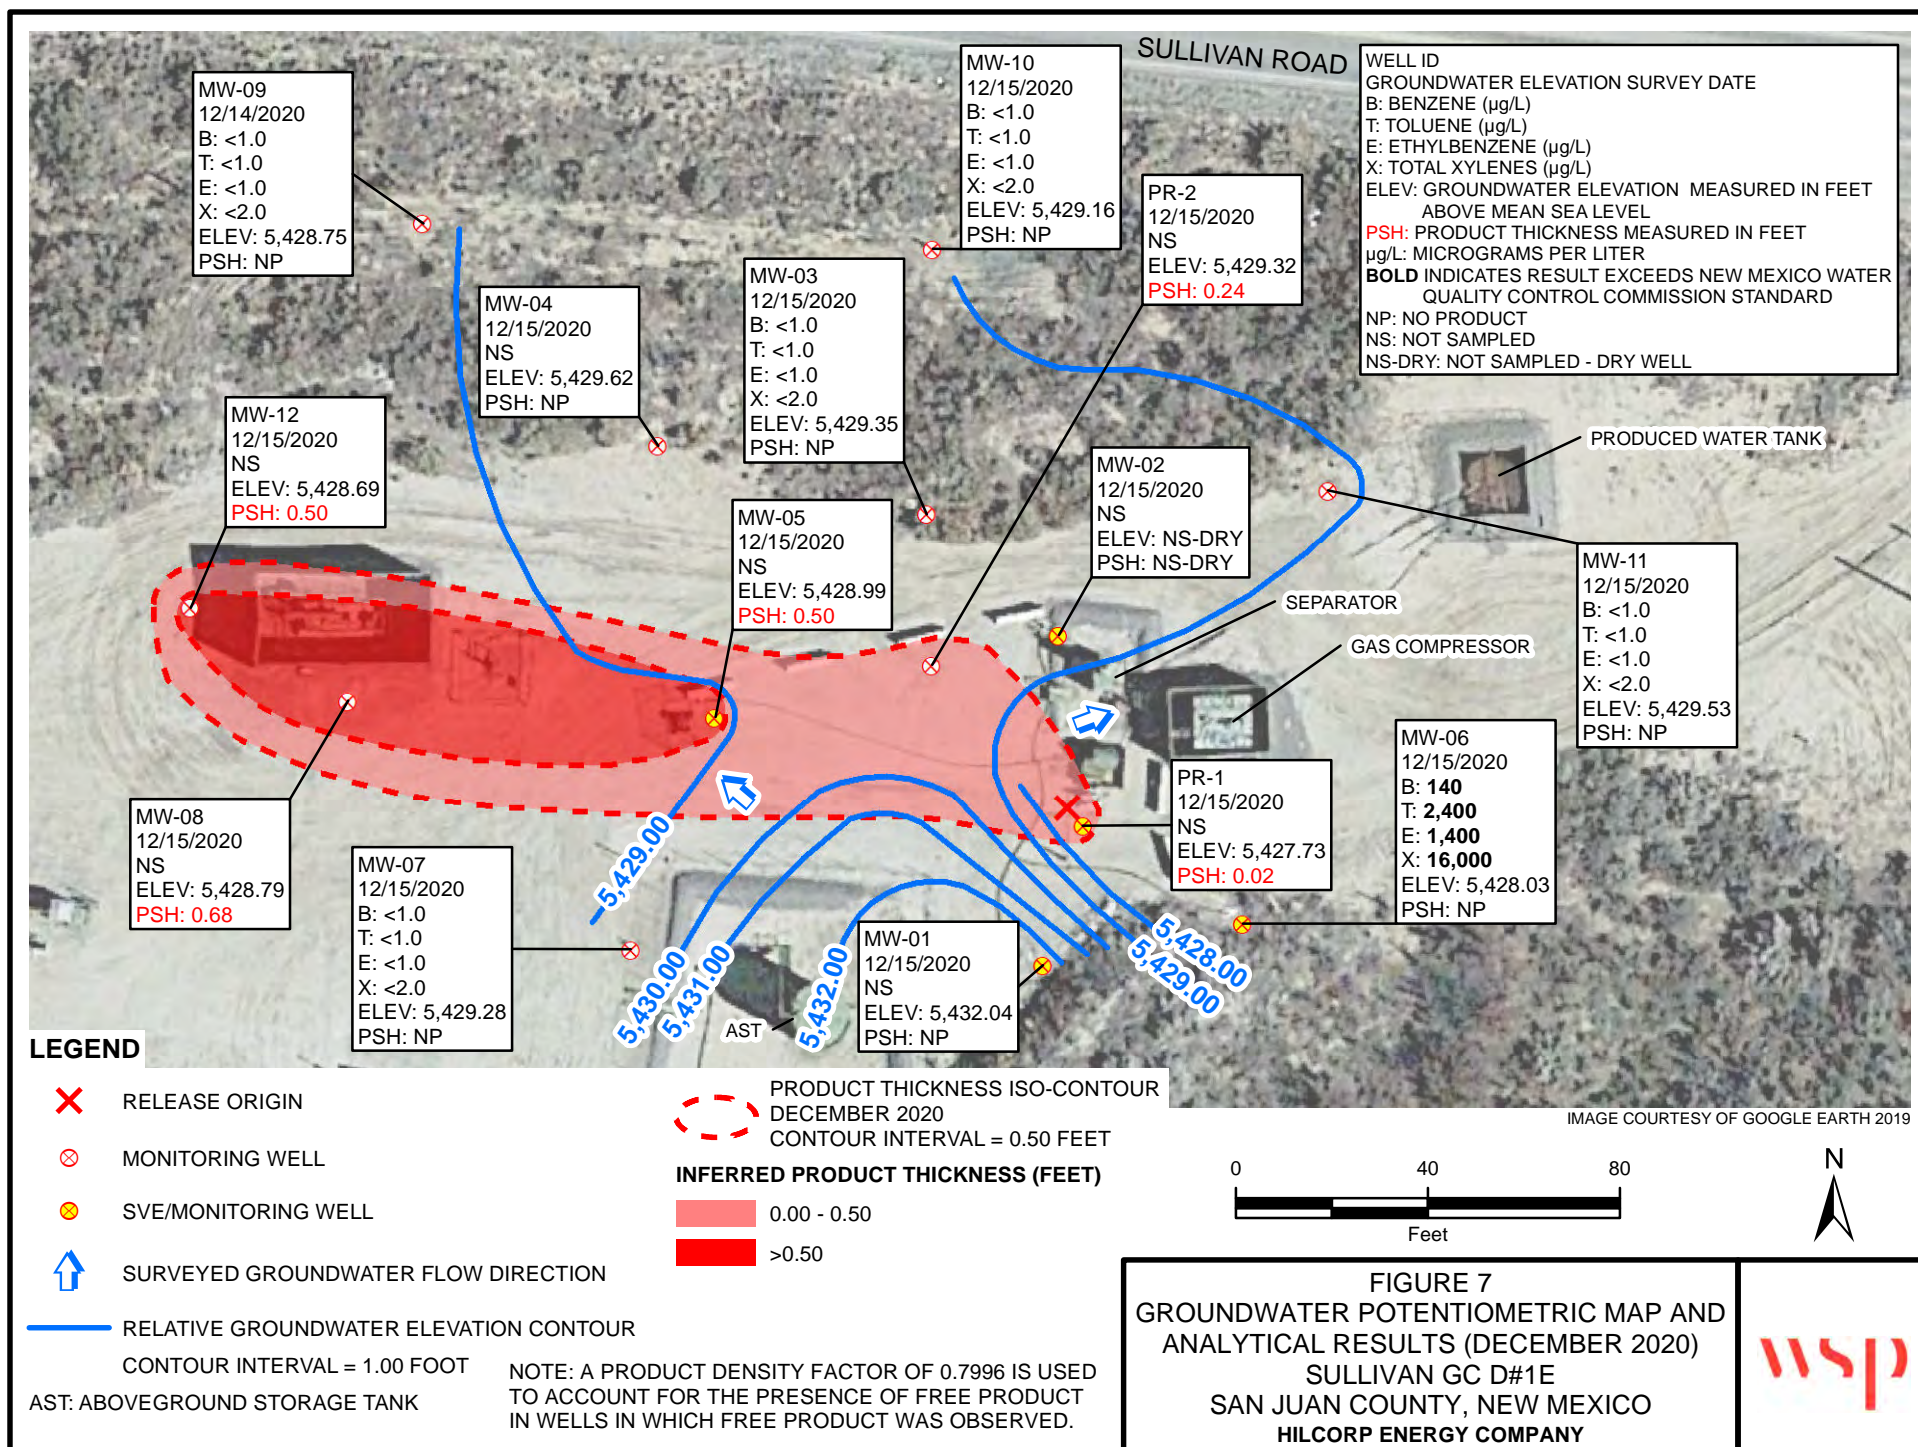 SULLIVAN ROAD
WELL ID
GROUNDWATER ELEVATION SURVEY DATE
B: BENZENE (µg/L)
T: TOLUENE (µg/L)
E: ETHYLBENZENE (µg/L)
X: TOTAL XYLENES (µg/L)
ELEV: GROUNDWATER ELEVATION MEASURED IN FEET
ABOVE MEAN SEA LEVEL
PSH: PRODUCT THICKNESS MEASURED IN FEET
µg/L: MICROGRAMS PER LITER
BOLD INDICATES RESULT EXCEEDS NEW MEXICO WATER
QUALITY CONTROL COMMISSION STANDARD
NP: NO PRODUCT
NS: NOT SAMPLED
NS-DRY: NOT SAMPLED - DRY WELL
MW-09
12/14/2020
B: <1.0
T: <1.0
E: <1.0
X: <2.0
ELEV: 5,428.75
PSH: NP
MW-10
12/15/2020
B: <1.0
T: <1.0
E: <1.0
X: <2.0
ELEV: 5,429.16
PSH: NP
PR-2
12/15/2020
NS
ELEV: 5,429.32
PSH: 0.24
MW-04
12/15/2020
NS
ELEV: 5,429.62
PSH: NP
MW-03
12/15/2020
B: <1.0
T: <1.0
E: <1.0
X: <2.0
ELEV: 5,429.35
PSH: NP
MW-12
12/15/2020
NS
ELEV: 5,428.69
PSH: 0.50
MW-05
12/15/2020
NS
ELEV: 5,428.99
PSH: 0.50
MW-02
12/15/2020
NS
ELEV: NS-DRY
PSH: NS-DRY
PRODUCED WATER TANK
MW-11
12/15/2020
B: <1.0
T: <1.0
E: <1.0
X: <2.0
ELEV: 5,429.53
PSH: NP
SEPARATOR
GAS COMPRESSOR
MW-06
12/15/2020
B: 140
T: 2,400
E: 1,400
X: 16,000
ELEV: 5,428.03
PSH: NP
PR-1
12/15/2020
NS
ELEV: 5,427.73
PSH: 0.02
MW-08
12/15/2020
NS
ELEV: 5,428.79
PSH: 0.68
MW-07
12/15/2020
B: <1.0
T: <1.0
E: <1.0
X: <2.0
ELEV: 5,429.28
PSH: NP
MW-01
12/15/2020
NS
ELEV: 5,432.04
PSH: NP
5,429.00
5,430.00
5,431.00
5,432.00
5,428.00
5,429.00
AST
LEGEND
RELEASE ORIGIN
MONITORING WELL
SVE/MONITORING WELL
SURVEYED GROUNDWATER FLOW DIRECTION
RELATIVE GROUNDWATER ELEVATION CONTOUR
CONTOUR INTERVAL = 1.00 FOOT
AST: ABOVEGROUND STORAGE TANK
PRODUCT THICKNESS ISO-CONTOUR
DECEMBER 2020
CONTOUR INTERVAL = 0.50 FEET
INFERRED PRODUCT THICKNESS (FEET)
0.00 - 0.50
>0.50
NOTE: A PRODUCT DENSITY FACTOR OF 0.7996 IS USED
TO ACCOUNT FOR THE PRESENCE OF FREE PRODUCT
IN WELLS IN WHICH FREE PRODUCT WAS OBSERVED.
IMAGE COURTESY OF GOOGLE EARTH 2019
0 40 80
Feet
N
FIGURE 7
GROUNDWATER POTENTIOMETRIC MAP AND
ANALYTICAL RESULTS (DECEMBER 2020)
SULLIVAN GC D#1E
SAN JUAN COUNTY, NEW MEXICO
HILCORP ENERGY COMPANY
wsp